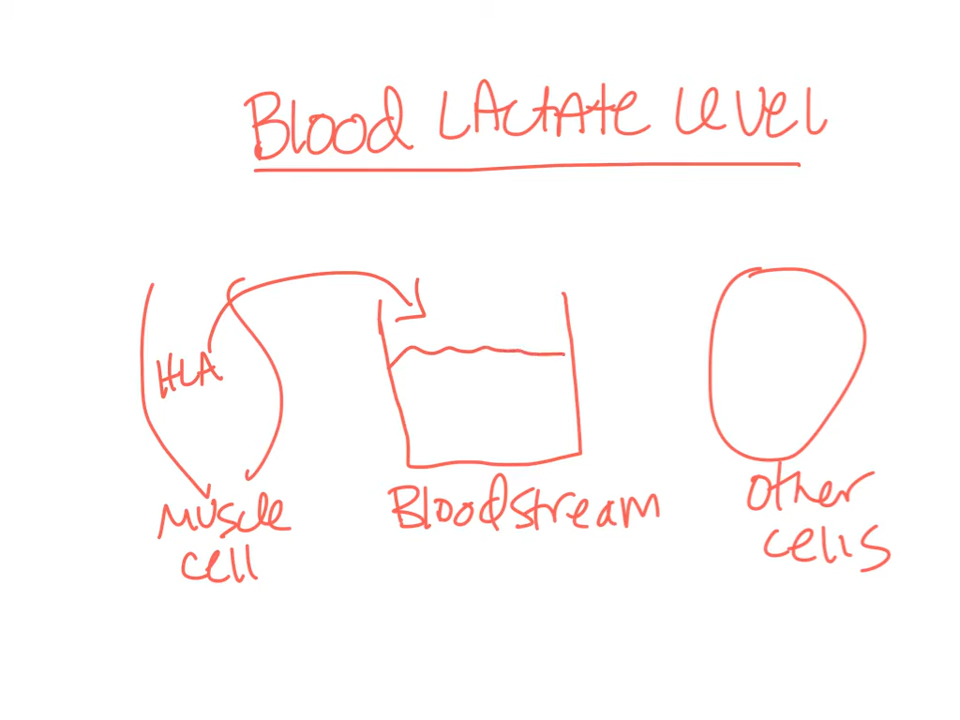 Blood LActAte Level
HLA
Muscle
cell
Bloodstream
Other
cells